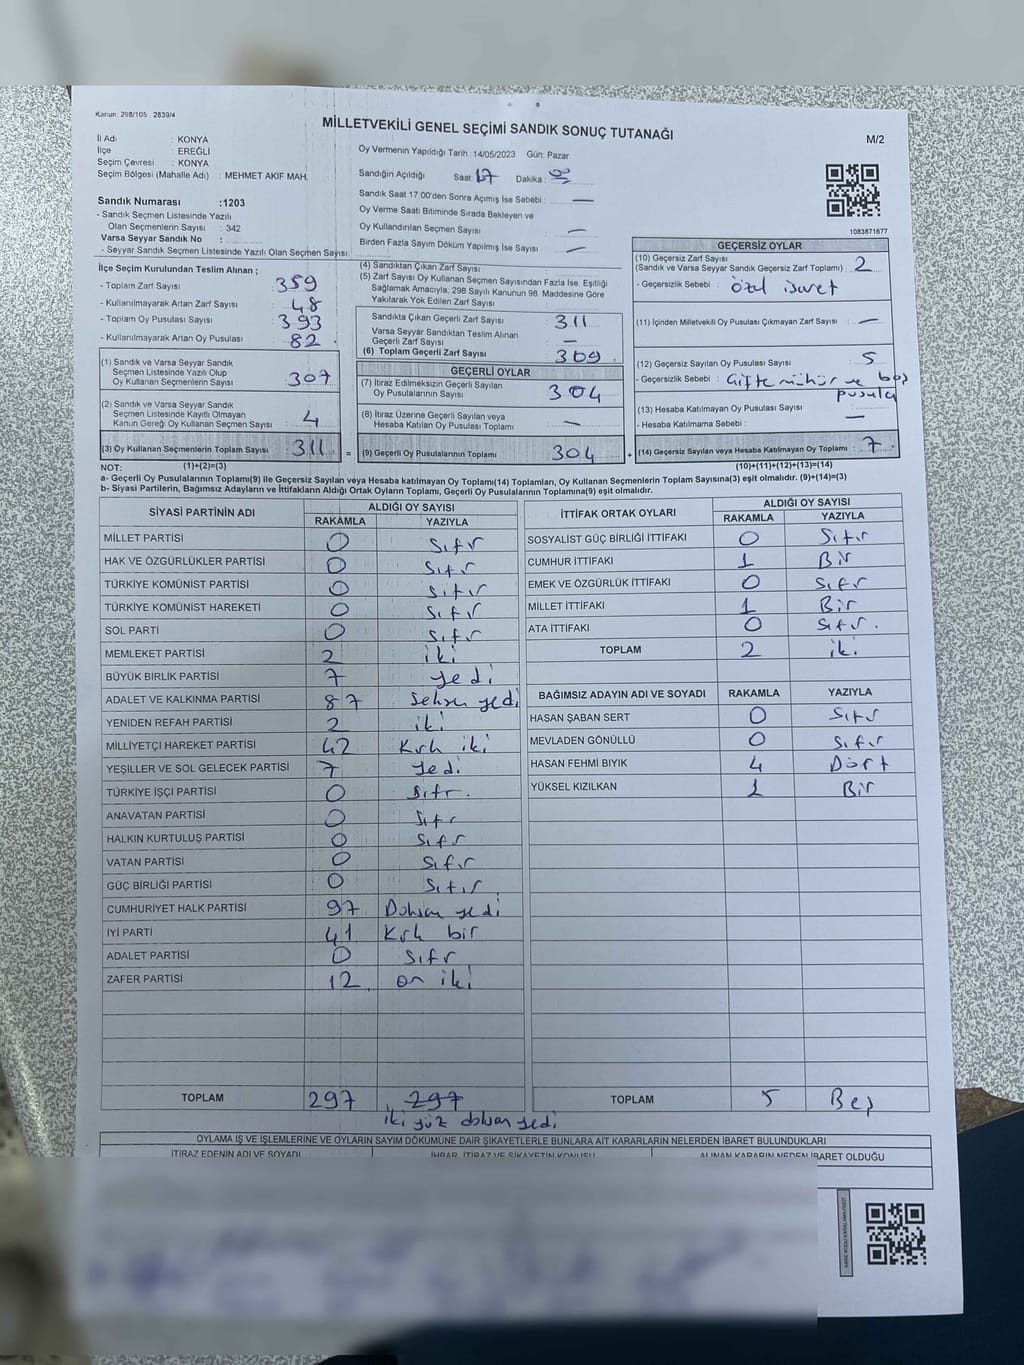 Kanun: 298/105 2839/4
MİLLETVEKİLİ GENEL SEÇİMİ SANDIK SONUÇ TUTANAĞI
M/2
İl Adı : KONYA
İlçe : EREĞLİ
Seçim Çevresi : KONYA
Seçim Bölgesi (Mahalle Adı) : MEHMET AKIF MAH.
Sandık Numarası :1203
- Sandık Seçmen Listesinde Yazılı
Olan Seçmenlerin Sayısı : 342
Varsa Seyyar Sandık No :
- Seyyar Sandık Seçmen Listesinde Yazılı Olan Seçmen Sayısı:
Oy Vermenin Yapıldığı Tarih :14/05/2023 Gün: Pazar
Sandığın Açıldığı Saat: 17 Dakika:
Sandık Saat 17:00'den Sonra Açımış İse Sebebi : —
Oy Verme Saati Bitiminde Sırada Bekleyen ve
Oy Kullandırılan Seçmen Sayısı : —
Birden Fazla Sayım Döküm Yapılmış İse Sayısı : —
1083871677
İlçe Seçim Kurulundan Teslim Alınan ;
- Toplam Zarf Sayısı : 359
- Kullanılmayarak Artan Zarf Sayısı : 48
- Toplam Oy Pusulası Sayısı : 393
- Kullanılmayarak Artan Oy Pusulası : 82
(1) Sandık ve Varsa Seyyar Sandık
Seçmen Listesinde Yazılı Olup
Oy Kullanan Seçmenlerin Sayısı : 307
(2) Sandık ve Varsa Seyyar Sandık
Seçmen Listesinde Kayıtlı Olmayan
Kanun Gereği Oy Kullanan Seçmen Sayısı : 4
(3) Oy Kullanan Seçmenlerin Toplam Sayısı : 311 =
(4) Sandıktan Çıkan Zarf Sayısı :
(5) Zarf Sayısı Oy Kullanan Seçmen Sayısından Fazla İse, Eşitliği
Sağlamak Amacıyla; 298 Sayılı Kanunun 98. Maddesine Göre
Yakılarak Yok Edilen Zarf Sayısı :
Sandıkta Çıkan Geçerli Zarf Sayısı : 311
Varsa Seyyar Sandıktan Teslim Alınan
Geçerli Zarf Sayısı : —
(6) Toplam Geçerli Zarf Sayısı : 309
GEÇERLİ OYLAR
(7) İtiraz Edilmeksizin Geçerli Sayılan
Oy Pusulalarının Sayısı : 304
(8) İtiraz Üzerine Geçerli Sayılan veya
Hesaba Katılan Oy Pusulası Toplamı : —
(9) Geçerli Oy Pusulalarının Toplamı : 304 +
GEÇERSİZ OYLAR
(10) Geçersiz Zarf Sayısı
(Sandık ve Varsa Seyyar Sandık Geçersiz Zarf Toplamı) : 2
- Geçersizlik Sebebi : özel işaret
(11) İçinden Milletvekili Oy Pusulası Çıkmayan Zarf Sayısı : —
(12) Geçersiz Sayılan Oy Pusulası Sayısı : 5
- Geçersizlik Sebebi : Çifte mühür ve boş
pusula
(13) Hesaba Katılmayan Oy Pusulası Sayısı : —
- Hesaba Katılmama Sebebi :
(14) Geçersiz Sayılan veya Hesaba Katılmayan Oy Toplamı : 7
NOT: (1)+(2)=(3) (10)+(11)+(12)+(13)=(14)
a- Geçerli Oy Pusulalarının Toplamı(9) ile Geçersiz Sayılan veya Hesaba katılmayan Oy Toplamı(14) Toplamları, Oy Kullanan Seçmenlerin Toplam Sayısına(3) eşit olmalıdır. (9)+(14)=(3)
b- Siyasi Partilerin, Bağımsız Adayların ve İttifakların Aldığı Ortak Oyların Toplamı, Geçerli Oy Pusulalarının Toplamına(9) eşit olmalıdır.
SİYASİ PARTİNİN ADI ALDIĞI OY SAYISI
RAKAMLA YAZIYLA
MİLLET PARTİSİ 0 Sıfır
HAK VE ÖZGÜRLÜKLER PARTİSİ 0 Sıfır
TÜRKİYE KOMÜNİST PARTİSİ 0 Sıfır
TÜRKİYE KOMÜNİST HAREKETİ 0 Sıfır
SOL PARTİ 0 Sıfır
MEMLEKET PARTİSİ 2 iki
BÜYÜK BİRLİK PARTİSİ 7 yedi
ADALET VE KALKINMA PARTİSİ 87 Seksen yedi
YENİDEN REFAH PARTİSİ 2 iki
MİLLİYETÇİ HAREKET PARTİSİ 42 Kırk iki
YEŞİLLER VE SOL GELECEK PARTİSİ 7 Yedi
TÜRKİYE İŞÇİ PARTİSİ 0 Sıfır.
ANAVATAN PARTİSİ 0 Sıfır
HALKIN KURTULUŞ PARTİSİ 0 Sıfır
VATAN PARTİSİ 0 Sıfır
GÜÇ BİRLİĞİ PARTİSİ 0 Sıfır
CUMHURİYET HALK PARTİSİ 97 Doksan yedi
İYİ PARTİ 41 Kırk bir
ADALET PARTİSİ 0 Sıfır
ZAFER PARTİSİ 12 on iki
TOPLAM 297 297
iki yüz doksan yedi
İTTİFAK ORTAK OYLARI ALDIĞI OY SAYISI
RAKAMLA YAZIYLA
SOSYALİST GÜÇ BİRLİĞİ İTTİFAKI 0 Sıfır
CUMHUR İTTİFAKI 1 Bir
EMEK VE ÖZGÜRLÜK İTTİFAKI 0 Sıfır
MİLLET İTTİFAKI 1 Bir
ATA İTTİFAKI 0 Sıfır.
TOPLAM 2 iki
BAĞIMSIZ ADAYIN ADI VE SOYADI RAKAMLA YAZIYLA
HASAN ŞABAN SERT 0 Sıfır
MEVLADEN GÖNÜLLÜ 0 Sıfır
HASAN FEHMİ BIYIK 4 Dört
YÜKSEL KIZILKAN 1 Bir
TOPLAM 5 Beş
OYLAMA İŞ VE İŞLEMLERİNE VE OYLARIN SAYIM DÖKÜMÜNE DAİR ŞİKAYETLERLE BUNLARA AİT KARARLARIN NELERDEN İBARET BULUNDUKLARI
İTİRAZ EDENİN ADI VE SOYADI İHBAR, İTİRAZ VE ŞİKAYETİN KONUSU ALINAN KARARIN NEDEN İBARET OLDUĞU